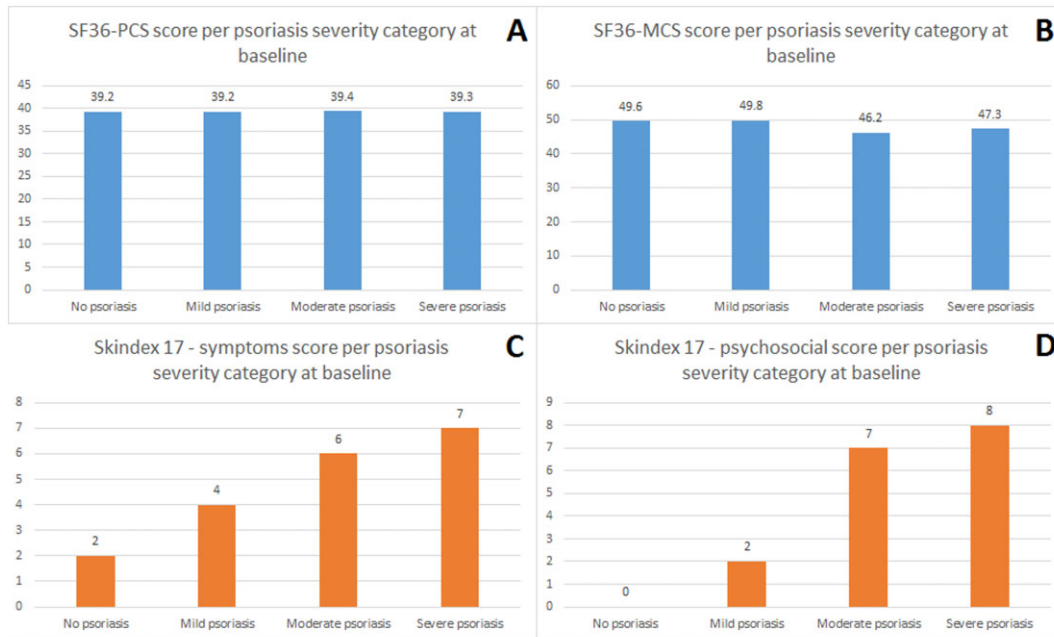 SF36-PCS score per psoriasis severity category at
baseline
A
45
40
35
30
25
20
15
10
5
0
39.2
39.2
39.4
39.3
No psoriasis
Mild psoriasis
Moderate psoriasis
Severe psoriasis
SF36-MCS score per psoriasis severity category at
baseline
B
60
50
40
30
20
10
0
49.6
49.8
46.2
47.3
No psoriasis
Mild psoriasis
Moderate psoriasis
Severe psoriasis
Skindex 17 - symptoms score per psoriasis
severity category at baseline
C
8
7
6
5
4
3
2
1
0
2
4
6
7
No psoriasis
Mild psoriasis
Moderate psoriasis
Severe psoriasis
Skindex 17 - psychosocial score per psoriasis
severity category at baseline
D
9
8
7
6
5
4
3
2
1
0
0
2
7
8
No psoriasis
Mild psoriasis
Moderate psoriasis
Severe psoriasis